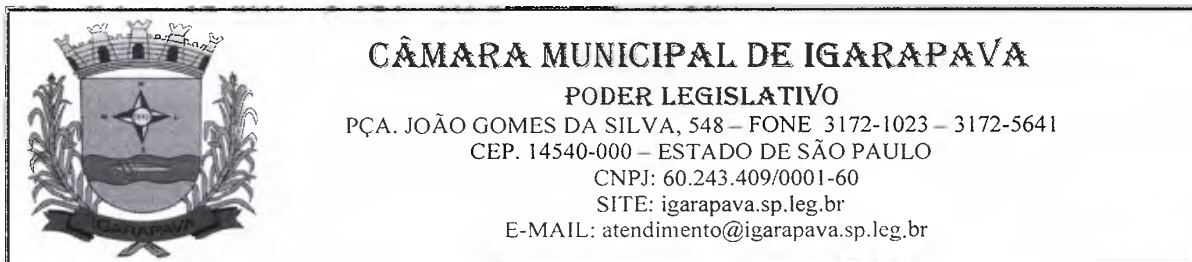 CÂMARA MUNICIPAL DE IGARAPAVA
PODER LEGISLATIVO
PÇA. JOÃO GOMES DA SILVA, 548 – FONE 3172-1023 – 3172-5641
CEP. 14540-000 – ESTADO DE SÃO PAULO
CNPJ: 60.243.409/0001-60
SITE: igarapava.sp.leg.br
E-MAIL: atendimento@igarapava.sp.leg.br
IGARAPAVA